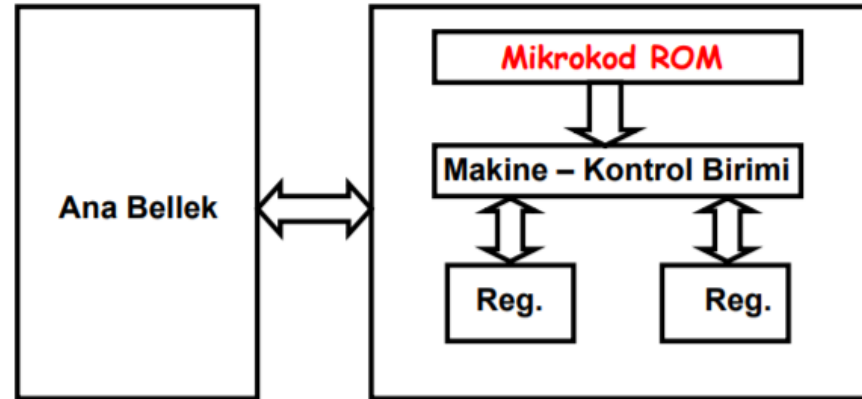 Mikrokod ROM
Makine – Kontrol Birimi
Ana Bellek
Reg.
Reg.